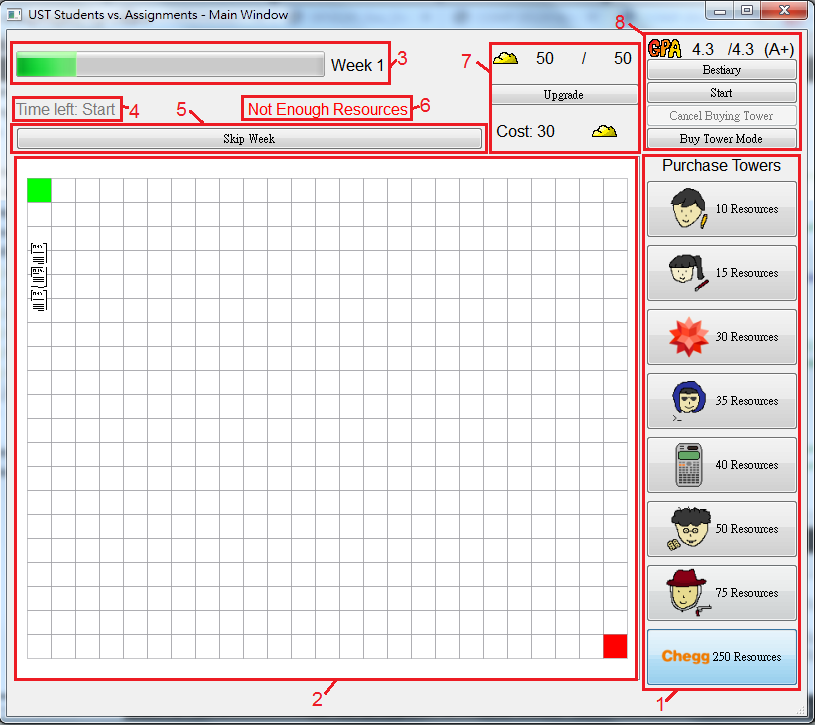 UST Students vs. Assignments - Main Window
8
GPA 4.3 /4.3 (A+)
Week 1
3
7
50 / 50
Bestiary
Upgrade
Start
Time left: Start
4
5
Not Enough Resources
6
Cancel Buying Tower
Cost: 30
Skip Week
Buy Tower Mode
Purchase Towers
10 Resources
15 Resources
30 Resources
35 Resources
>_
40 Resources
50 Resources
75 Resources
Chegg 250 Resources
2
1